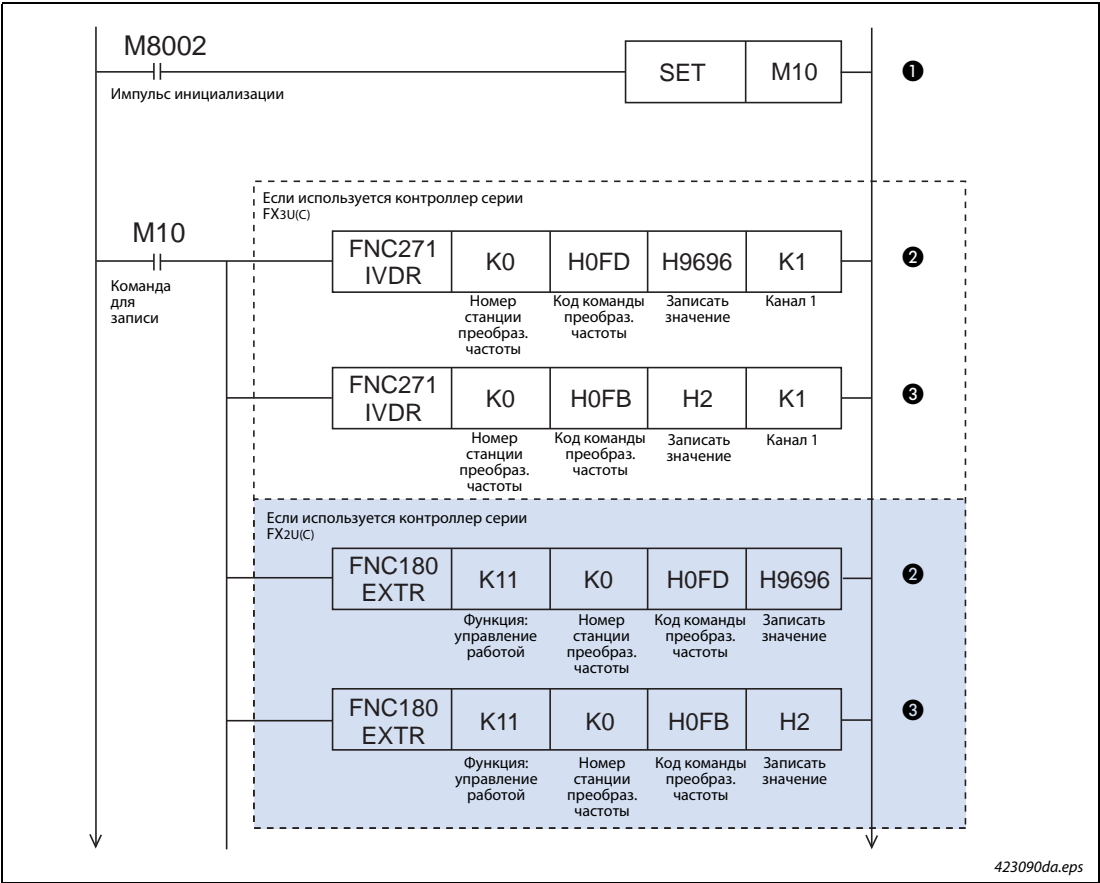 M8002
SET M10 ❶
Импульс инициализации
Если используется контроллер серии
FX3U(C)
M10
Команда
для
записи
FNC271
IVDR
K0 H0FD H9696 K1 ❷
Номер
станции
преобраз.
частоты
Код команды
преобраз.
частоты
Записать
значение
Канал 1
FNC271
IVDR
K0 H0FB H2 K1 ❸
Номер
станции
преобраз.
частоты
Код команды
преобраз.
частоты
Записать
значение
Канал 1
Если используется контроллер серии
FX2U(C)
FNC180
EXTR
K11 K0 H0FD H9696 ❷
Функция:
управление
работой
Номер
станции
преобраз.
частоты
Код команды
преобраз.
частоты
Записать
значение
FNC180
EXTR
K11 K0 H0FB H2 ❸
Функция:
управление
работой
Номер
станции
преобраз.
частоты
Код команды
преобраз.
частоты
Записать
значение
423090da.eps